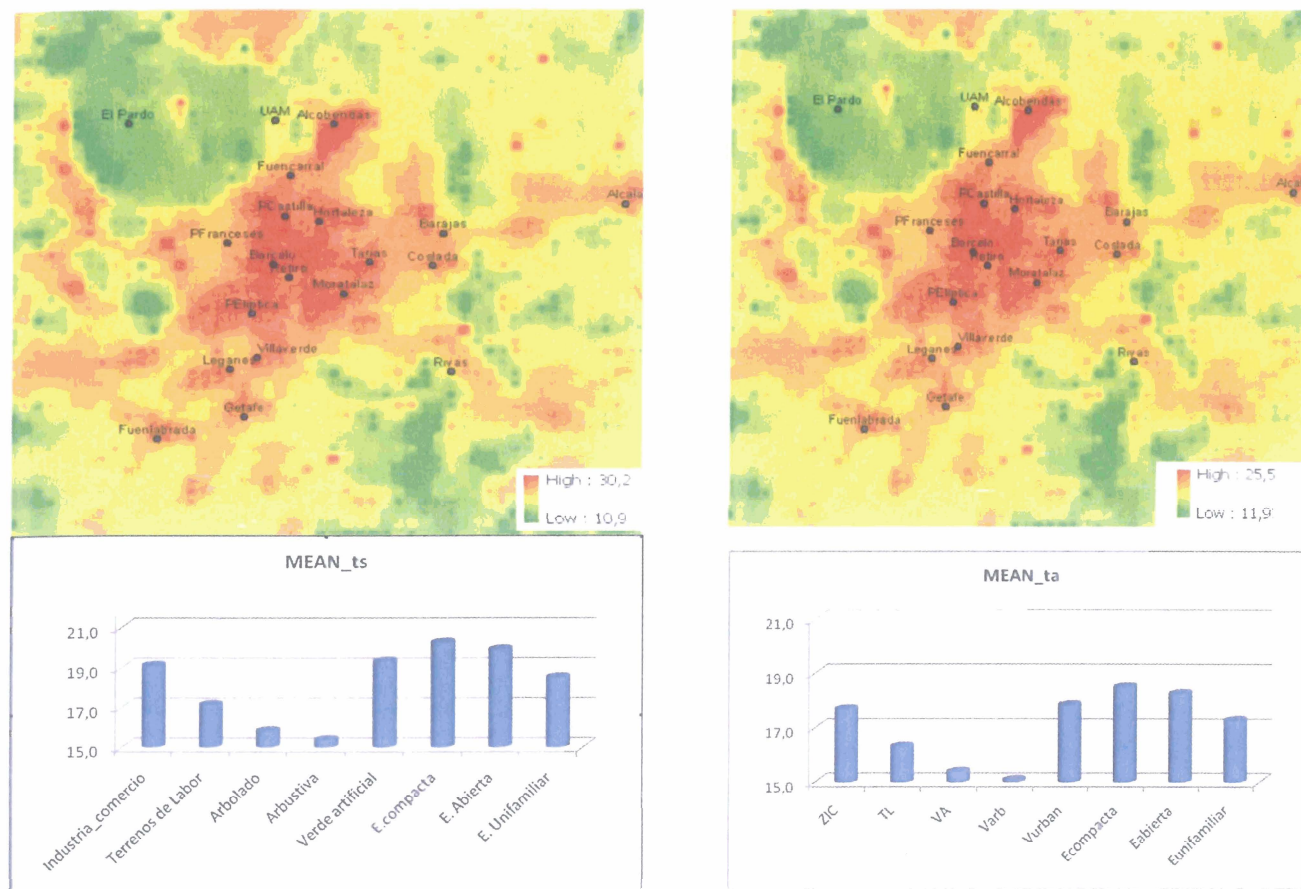 El Pardo
UAM
Alcobendas
Fuencarral
Alcala
PCastilla
Hortaleza
Barajas
PFranceses
Barcelo
Retiro
Tarias
Coslada
Moratalaz
PEliptica
Villaverde
Leganes
Rivas
Getafe
Fuenlabrada
High : 30,2
Low : 10,9
El Pardo
UAM
Alcobendas
Fuencarral
Alcal
PCastilla
Hortaleza
Barajas
PFranceses
Barcelo
Retiro
Tarias
Coslada
Moratalaz
PEliptica
Villaverde
Leganes
Rivas
Getafe
Fuenlabrada
High : 25,5
Low : 11,9
MEAN_ts
21,0
19,0
17,0
15,0
Industria_comercio
Terrenos de Labor
Arbolado
Arbustiva
Verde artificial
E.compacta
E. Abierta
E. Unifamiliar
MEAN_ta
21,0
19,0
17,0
15,0
ZIC
TL
VA
Varb
Vurban
Ecompacta
Eabierta
Eunifamiliar